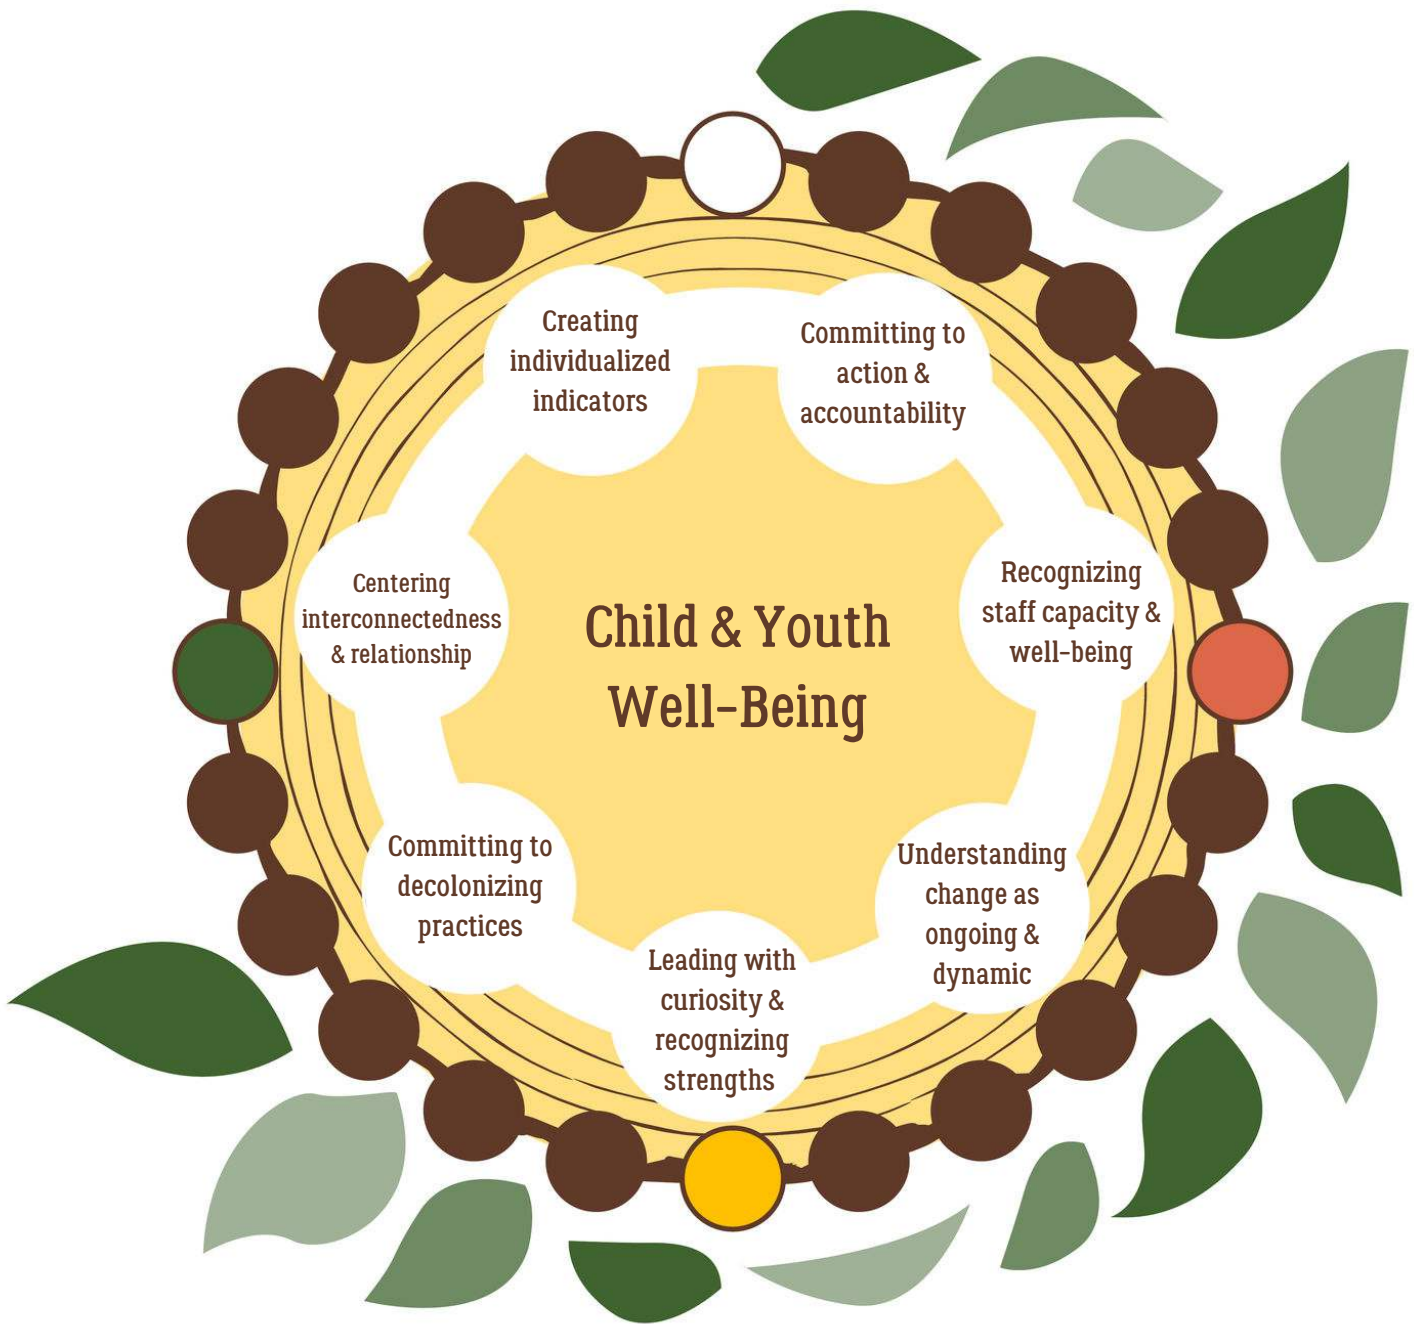 Creating
individualized
indicators
Committing to
action &
accountability
Centering
interconnectedness
& relationship
Recognizing
staff capacity &
well-being
Child & Youth
Well-Being
Committing to
decolonizing
practices
Understanding
change as
ongoing &
dynamic
Leading with
curiosity &
recognizing
strengths